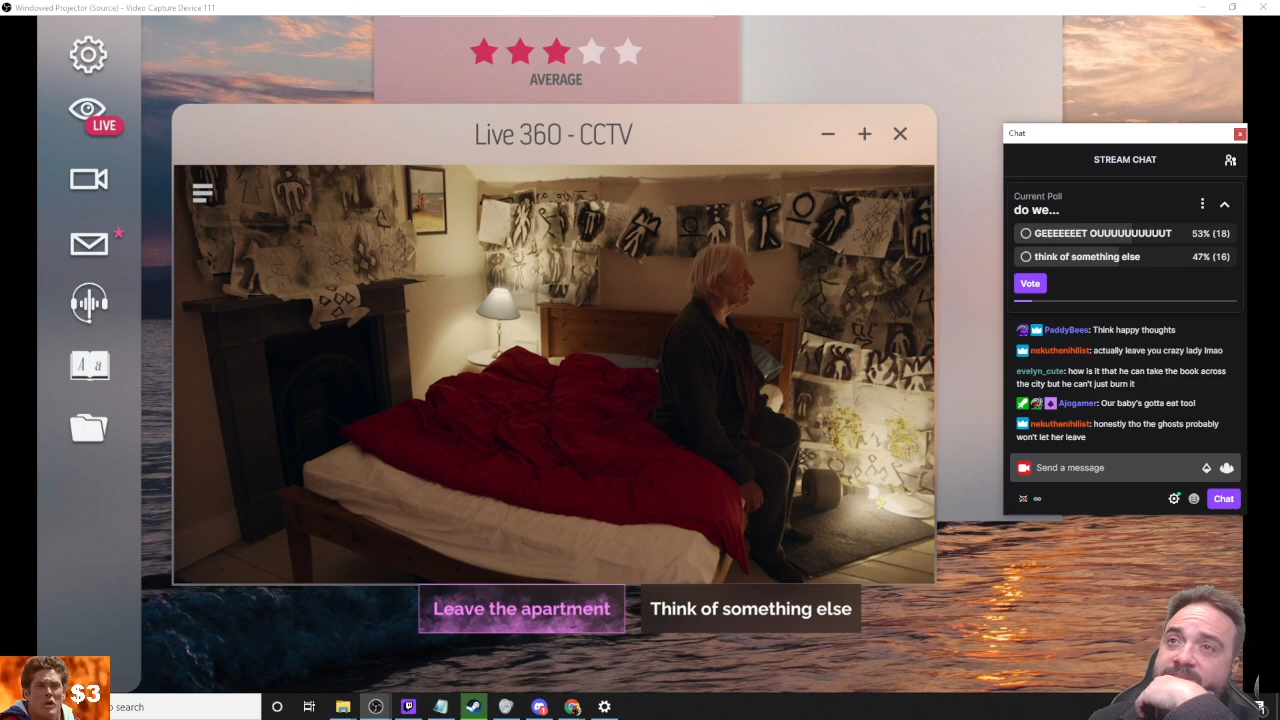 Windowed Projector (Source) - Video Capture Device 111
AVERAGE
LIVE
Live 360 - CCTV
A a
Chat
STREAM CHAT
Current Poll
do we...
GEEEEEEET OUUUUUUUUUUT 53% (18)
think of something else 47% (16)
Vote
PaddyBees: Think happy thoughts
nekuthenihilist: actually leave you crazy lady lmao
evelyn_cute: how is it that he can take the book across
the city but he can't just burn it
Ajogamer: Our baby's gotta eat too!
nekuthenihilist: honestly tho the ghosts probably
won't let her leave
Send a message
Chat
Leave the apartment
Think of something else
$3
search